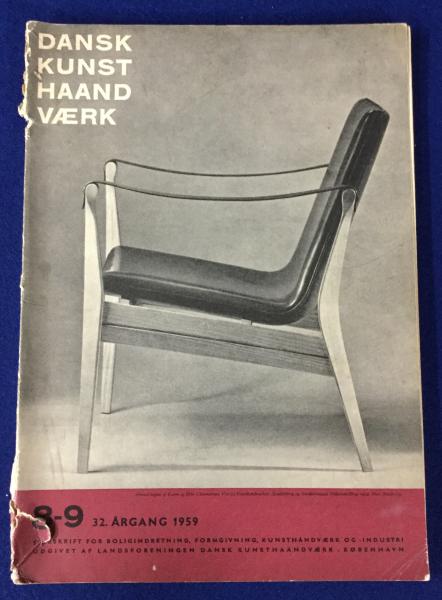 DANSK
KUNST
HAAND
VÆRK
8-9 32. ÅRGANG 1959
TIDSSKRIFT FOR BOLIGINDRETNING, FORMGIVNING, KUNSTHÅNDVÆRK OG -INDUSTRI
UDGIVET AF LANDSFORENINGEN DANSK KUNSTHAANDVÆRK · KØBENHAVN